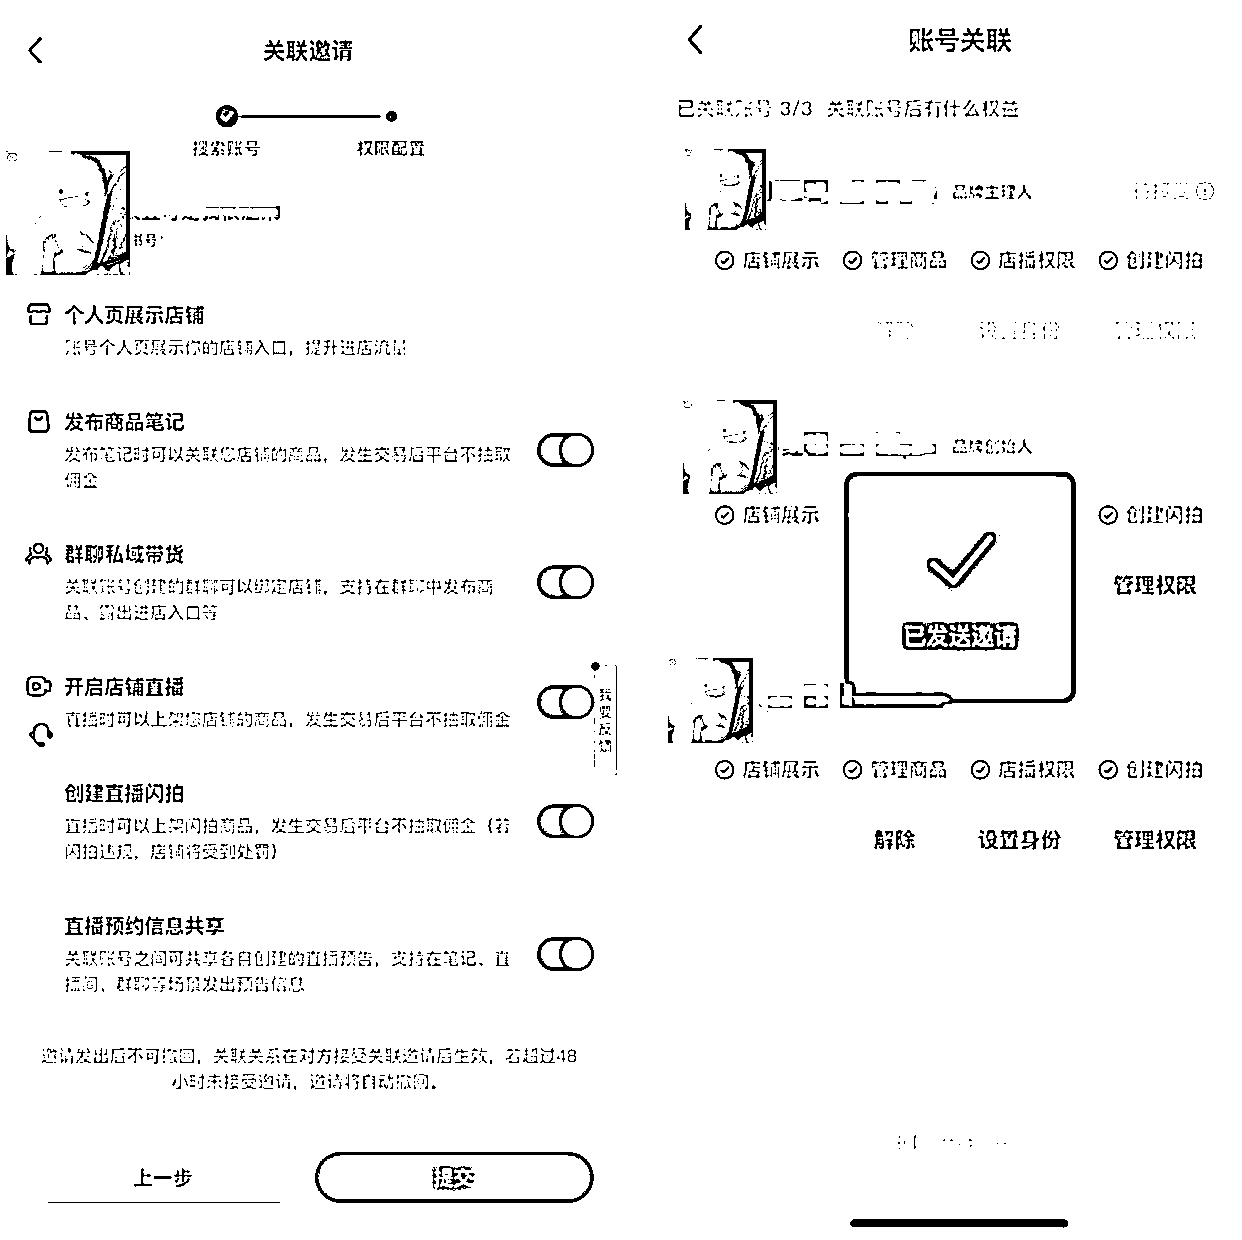 关联邀请
搜索账号
权限配置
书号
个人页展示店铺
账号个人页展示你的店铺入口，提升进店流量
发布商品笔记
发布笔记时可以关联您店铺的商品，发生交易后平台不抽取
佣金
群聊私域带货
关联账号创建的群聊可以绑定店铺，支持在群聊中发布商
品、露出进店入口等
开启店铺直播
直播时可以上架您店铺的商品，发生交易后平台不抽取佣金
我要反馈
创建直播闪拍
直播时可以上架闪拍商品，发生交易后平台不抽取佣金（若
闪拍违规，店铺将受到处罚）
直播预约信息共享
关联账号之间可共享各自创建的直播预告，支持在笔记、直
播间、群聊等场景发出预告信息
邀请发出后不可撤回，关联关系在对方接受关联邀请后生效，若超过48
小时未接受邀请，邀请将自动撤回。
上一步
提交
账号关联
已关联账号 3/3 关联账号后有什么权益
品牌主理人
店铺展示 管理商品 店播权限 创建闪拍
设置身份 管理权限
品牌创始人
店铺展示 创建闪拍
管理权限
已发送邀请
店铺展示 管理商品 店播权限 创建闪拍
解除 设置身份 管理权限